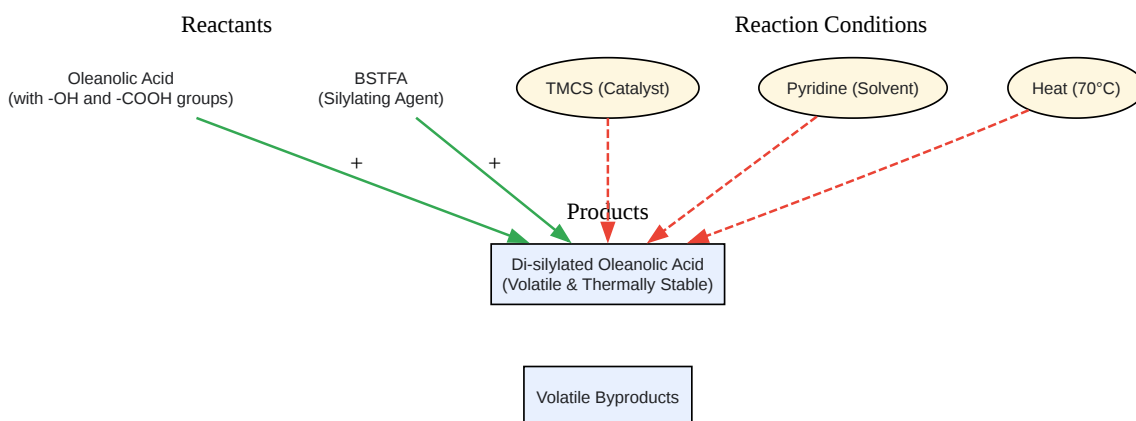 Reactants
Reaction Conditions
Oleanolic Acid
(with -OH and -COOH groups)
BSTFA
(Silylating Agent)
TMCS (Catalyst)
Pyridine (Solvent)
Heat (70°C)
+
+
Products
Di-silylated Oleanolic Acid
(Volatile & Thermally Stable)
Volatile Byproducts